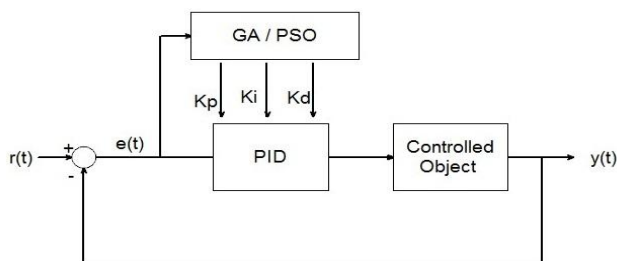 GA / PSO
Kp Ki Kd
r(t) + e(t) PID Controlled Object y(t)
-